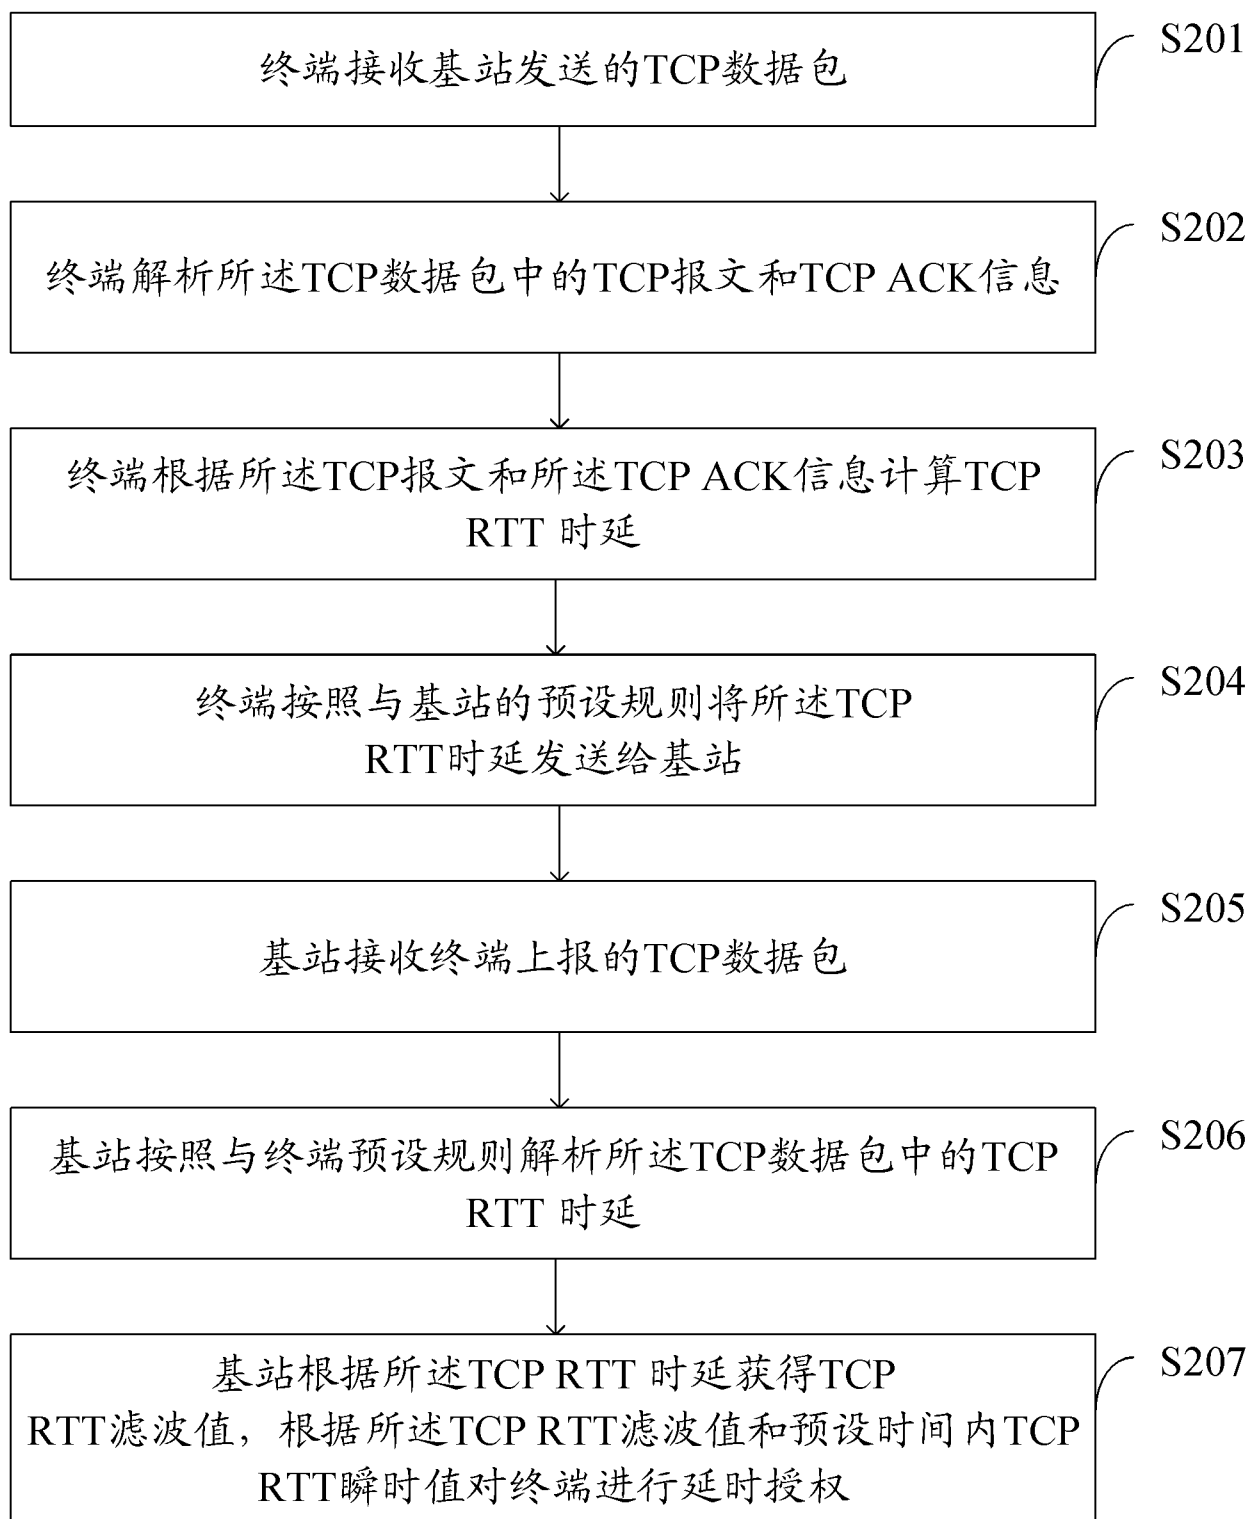 终端接收基站发送的TCP数据包
S201
终端解析所述TCP数据包中的TCP报文和TCP ACK信息
S202
终端根据所述TCP报文和所述TCP ACK信息计算TCP
RTT 时延
S203
终端按照与基站的预设规则将所述TCP
RTT时延发送给基站
S204
基站接收终端上报的TCP数据包
S205
基站按照与终端预设规则解析所述TCP数据包中的TCP
RTT 时延
S206
基站根据所述TCP RTT 时延获得TCP
RTT滤波值，根据所述TCP RTT滤波值和预设时间内TCP
RTT瞬时值对终端进行延时授权
S207